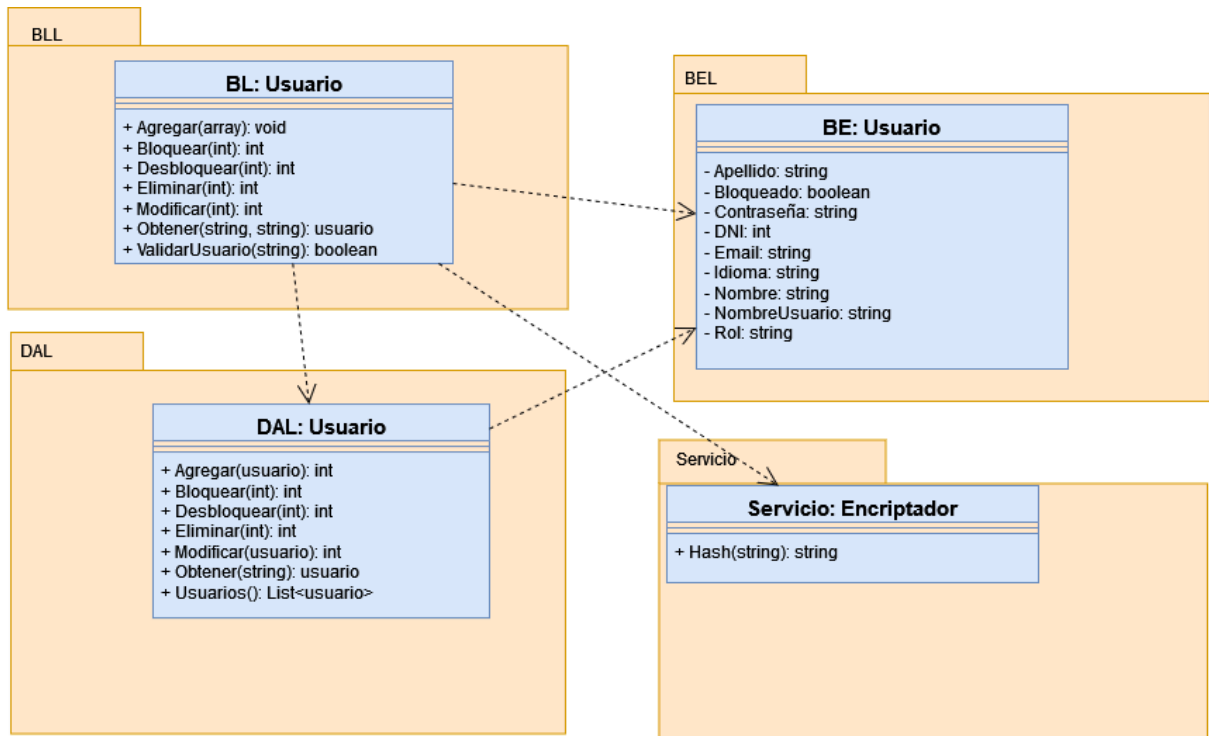 BLL
BL: Usuario
+ Agregar(array): void
+ Bloquear(int): int
+ Desbloquear(int): int
+ Eliminar(int): int
+ Modificar(int): int
+ Obtener(string, string): usuario
+ ValidarUsuario(string): boolean
BEL
BE: Usuario
- Apellido: string
- Bloqueado: boolean
- Contraseña: string
- DNI: int
- Email: string
- Idioma: string
- Nombre: string
- NombreUsuario: string
- Rol: string
DAL
DAL: Usuario
+ Agregar(usuario): int
+ Bloquear(int): int
+ Desbloquear(int): int
+ Eliminar(int): int
+ Modificar(usuario): int
+ Obtener(string): usuario
+ Usuarios(): List<usuario>
Servicio
Servicio: Encriptador
+ Hash(string): string